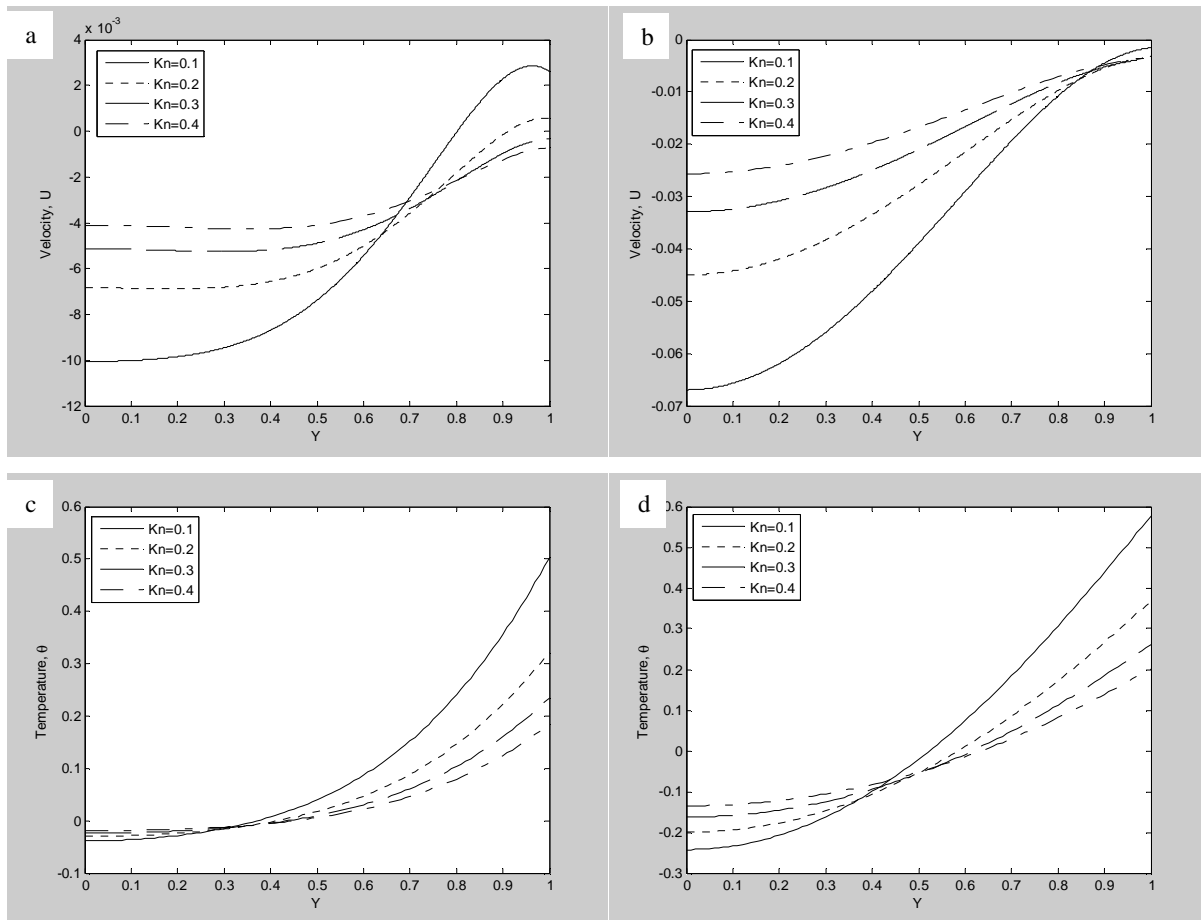 a
x 10^-3
4
2
0
-2
-4
-6
-8
-10
-12
Velocity, U
Kn=0.1
Kn=0.2
Kn=0.3
Kn=0.4
0 0.1 0.2 0.3 0.4 0.5 0.6 0.7 0.8 0.9 1
Y
b
0
-0.01
-0.02
-0.03
-0.04
-0.05
-0.06
-0.07
Velocity, U
Kn=0.1
Kn=0.2
Kn=0.3
Kn=0.4
0 0.1 0.2 0.3 0.4 0.5 0.6 0.7 0.8 0.9 1
Y
c
0.6
0.5
0.4
0.3
0.2
0.1
0
-0.1
Temperature, θ
Kn=0.1
Kn=0.2
Kn=0.3
Kn=0.4
0 0.1 0.2 0.3 0.4 0.5 0.6 0.7 0.8 0.9 1
Y
d
0.6
0.5
0.4
0.3
0.2
0.1
0
-0.1
-0.2
-0.3
Temperature, θ
Kn=0.1
Kn=0.2
Kn=0.3
Kn=0.4
0 0.1 0.2 0.3 0.4 0.5 0.6 0.7 0.8 0.9 1
Y